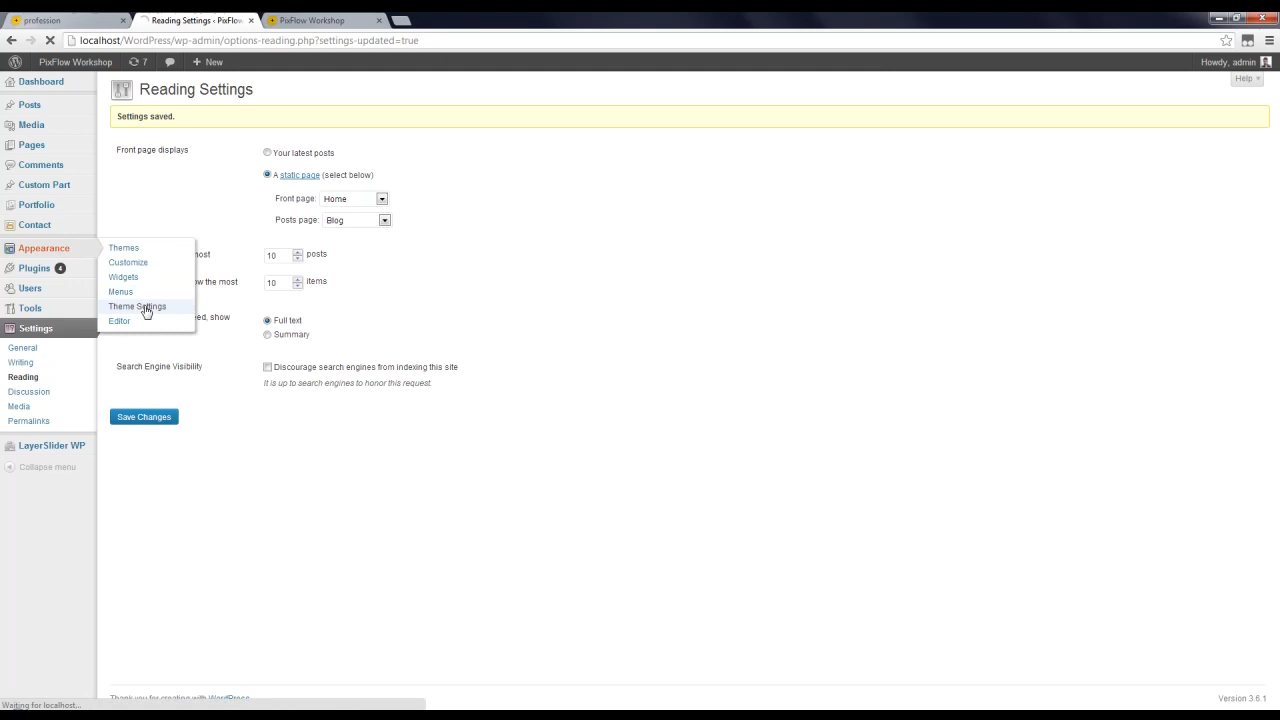 profession
Reading Settings ‹ PixFlow
PixFlow Workshop
localhost/WordPress/wp-admin/options-reading.php?settings-updated=true
PixFlow Workshop
7
New
Howdy, admin
Help
Dashboard
Posts
Media
Pages
Comments
Custom Part
Portfolio
Contact
Appearance
Plugins 4
Users
Tools
Settings
General
Writing
Reading
Discussion
Media
Permalinks
LayerSlider WP
Collapse menu
Themes
Customize
Widgets
Menus
Theme Settings
Editor
Reading Settings
Settings saved.
Front page displays
Your latest posts
A static page (select below)
Front page: Home
Posts page: Blog
most 10 posts
ow the most 10 items
ed, show
Full text
Summary
Search Engine Visibility
Discourage search engines from indexing this site
It is up to search engines to honor this request.
Save Changes
Thank you for creating with WordPress
Version 3.6.1
Waiting for localhost...